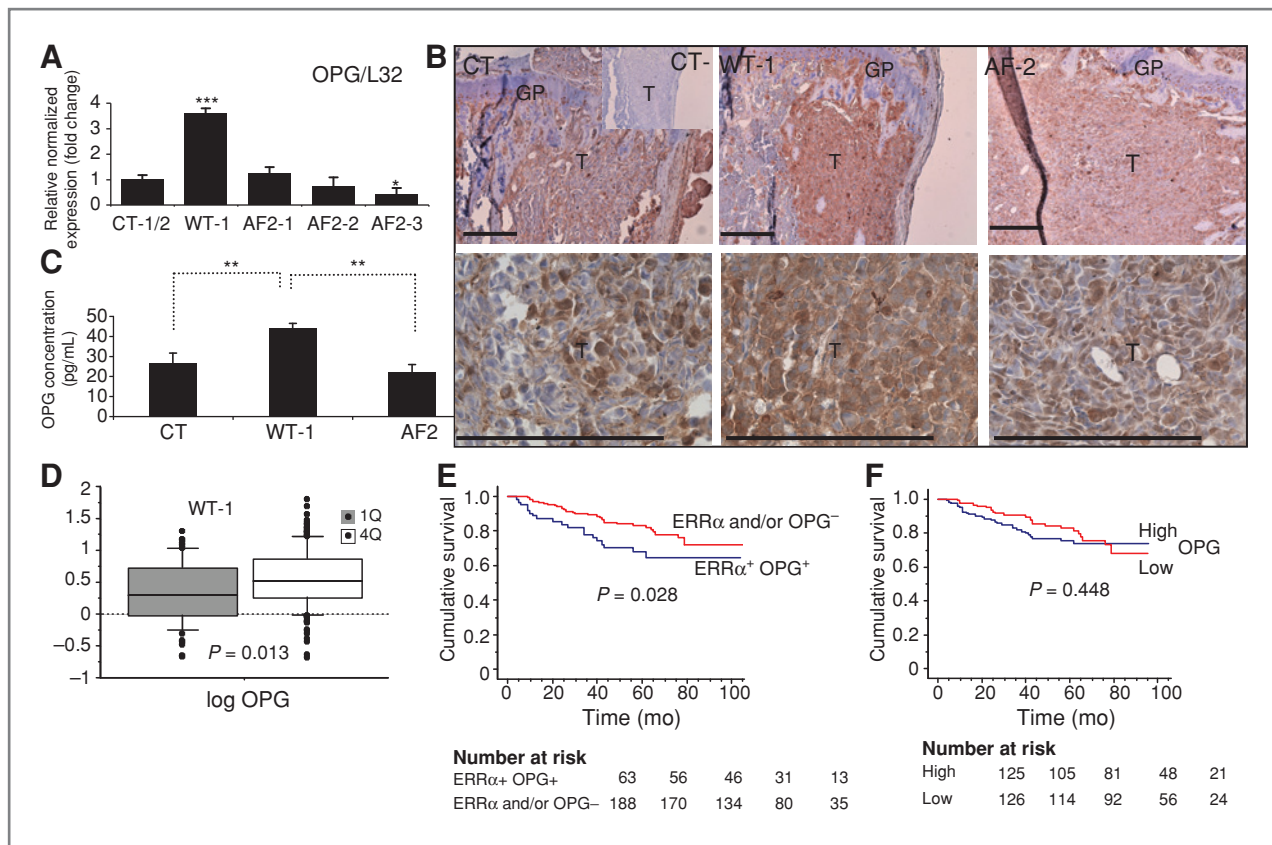 A
OPG/L32
Relative normalized
expression (fold change)
4
3
2
1
0
***
*
CT-1/2 WT-1 AF2-1 AF2-2 AF2-3
B
CT
CT-
GP
T
T
WT-1
GP
T
AF-2
GP
T
T
T
T
C
** **
OPG concentration
(pg/mL)
50
40
30
20
10
0
CT WT-1 AF2
D
2
1.5
1
0.5
0
−0.5
−1
WT-1
1Q
4Q
P = 0.013
log OPG
E
Cumulative survival
1.0
0.8
0.6
0.4
0.2
0
ERRα and/or OPG−
ERRα+ OPG+
P = 0.028
0 20 40 60 80 100
Time (mo)
Number at risk
ERRα+ OPG+ 63 56 46 31 13
ERRα and/or OPG– 188 170 134 80 35
F
Cumulative survival
1.0
0.8
0.6
0.4
0.2
0
High
OPG
Low
P = 0.448
0 20 40 60 80 100
Time (mo)
Number at risk
High 125 105 81 48 21
Low 126 114 92 56 24